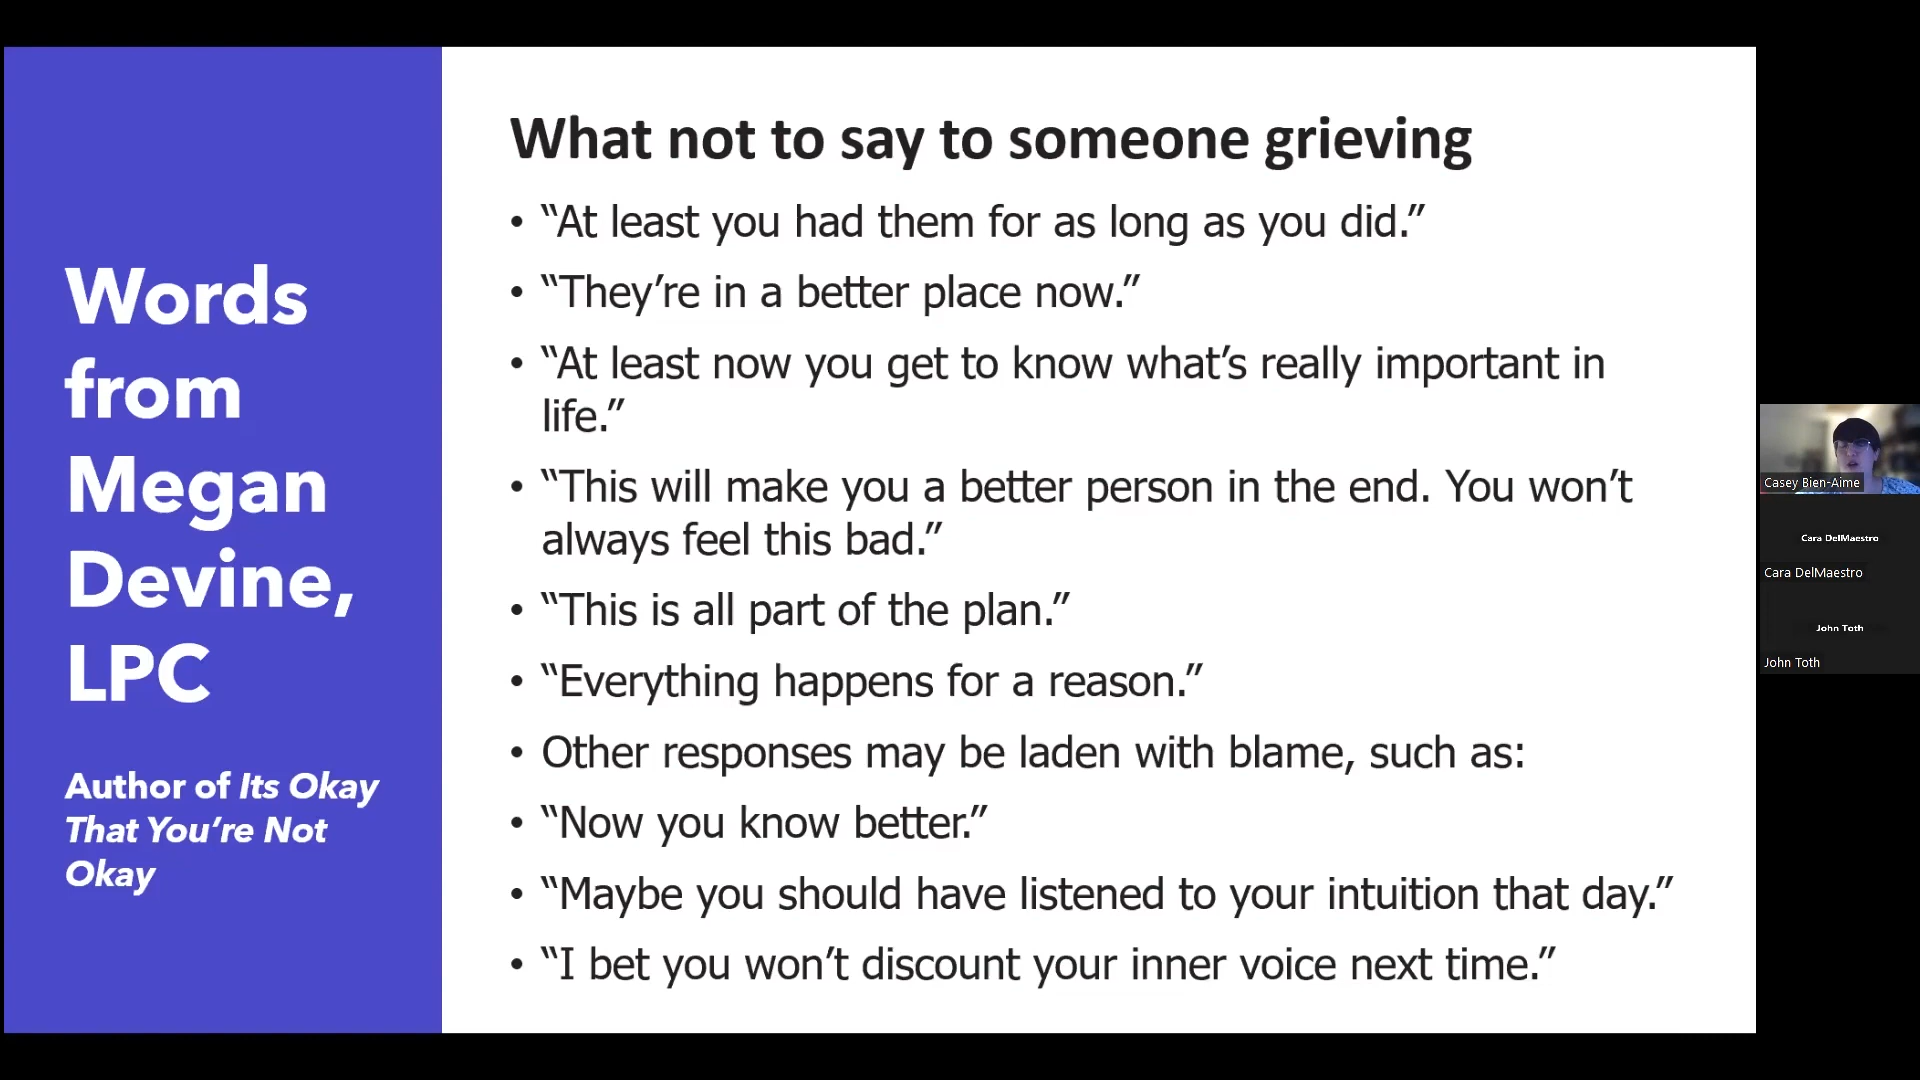 Words
from
Megan
Devine,
LPC
Author of Its Okay
That You’re Not
Okay
What not to say to someone grieving
• “At least you had them for as long as you did.”
• “They’re in a better place now.”
• “At least now you get to know what’s really important in
life.”
• “This will make you a better person in the end. You won’t
always feel this bad.”
• “This is all part of the plan.”
• “Everything happens for a reason.”
• Other responses may be laden with blame, such as:
• “Now you know better.”
• “Maybe you should have listened to your intuition that day.”
• “I bet you won’t discount your inner voice next time.”
Casey Bien-Aime
Cara DelMaestro
Cara DelMaestro
John Toth
John Toth